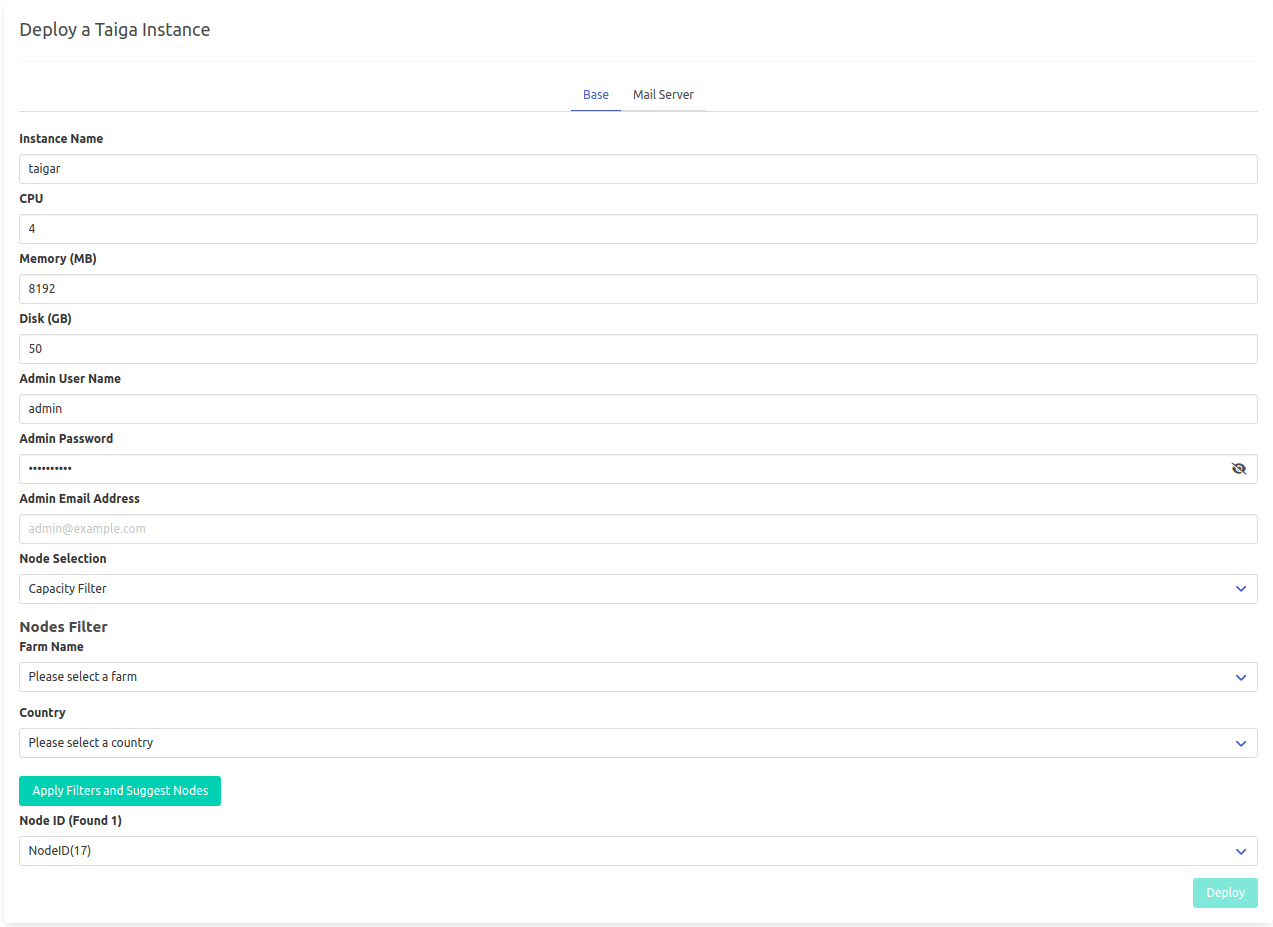 Deploy a Taiga Instance
Base Mail Server
Instance Name
taigar
CPU
4
Memory (MB)
8192
Disk (GB)
50
Admin User Name
admin
Admin Password
••••••••••
Admin Email Address
admin@example.com
Node Selection
Capacity Filter
Nodes Filter
Farm Name
Please select a farm
Country
Please select a country
Apply Filters and Suggest Nodes
Node ID (Found 1)
NodeID(17)
Deploy